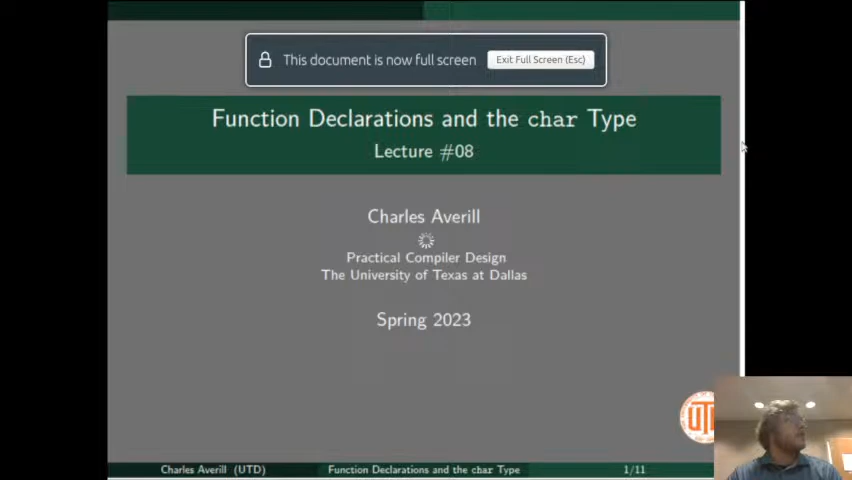 This document is now full screen Exit Full Screen (Esc)
Function Declarations and the char Type
Lecture #08
Charles Averill
Practical Compiler Design
The University of Texas at Dallas
Spring 2023
UTD
Charles Averill (UTD) Function Declarations and the char Type 1/11